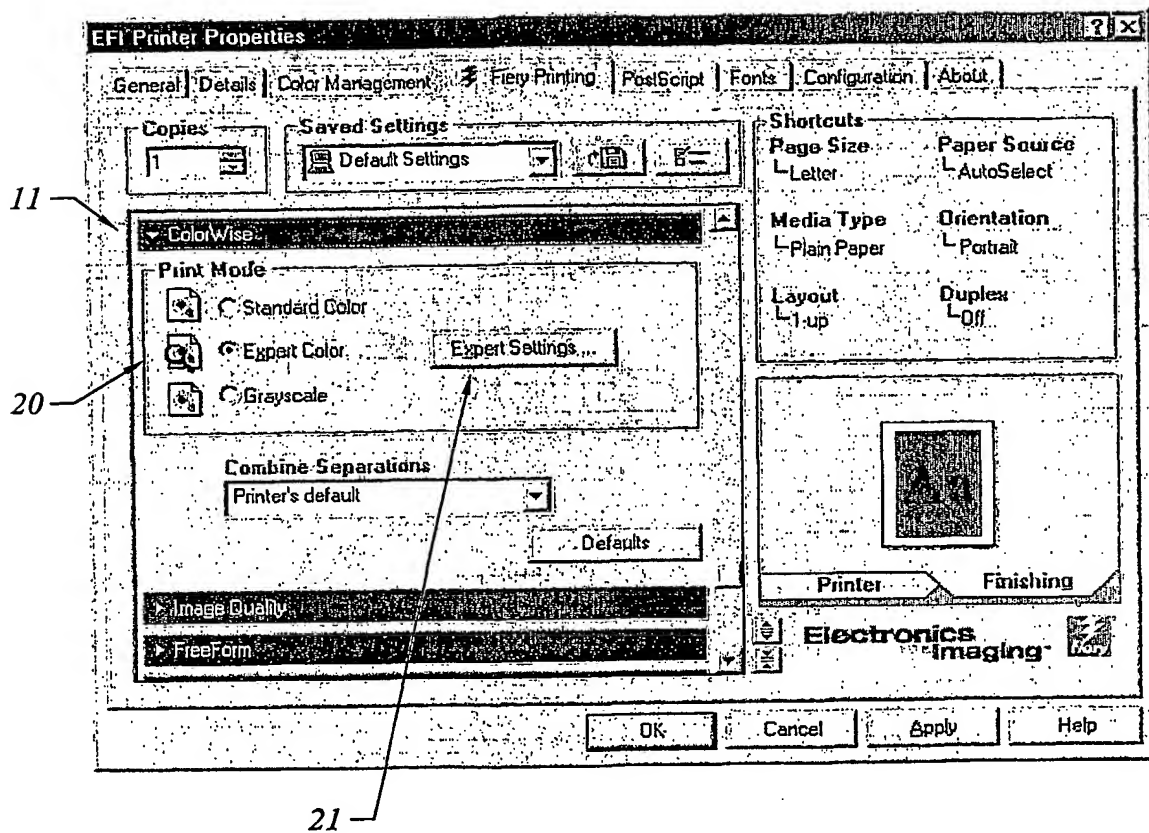 EFI Printer Properties
General Details Color Management Fiery Printing PostScript Fonts Configuration About
Copies
1
Saved Settings
Default Settings
Shortcuts
Page Size
Letter
Paper Source
AutoSelect
Media Type
Plain Paper
Orientation
Portrait
Layout
1-up
Duplex
Off
11
ColorWise
Print Mode
Standard Color
Expert Color
Expert Settings...
Grayscale
20
Combine Separations
Printer's default
Defaults
Image Quality
FreeForm
Printer
Finishing
Electronics
Imaging
OK
Cancel
Apply
Help
21